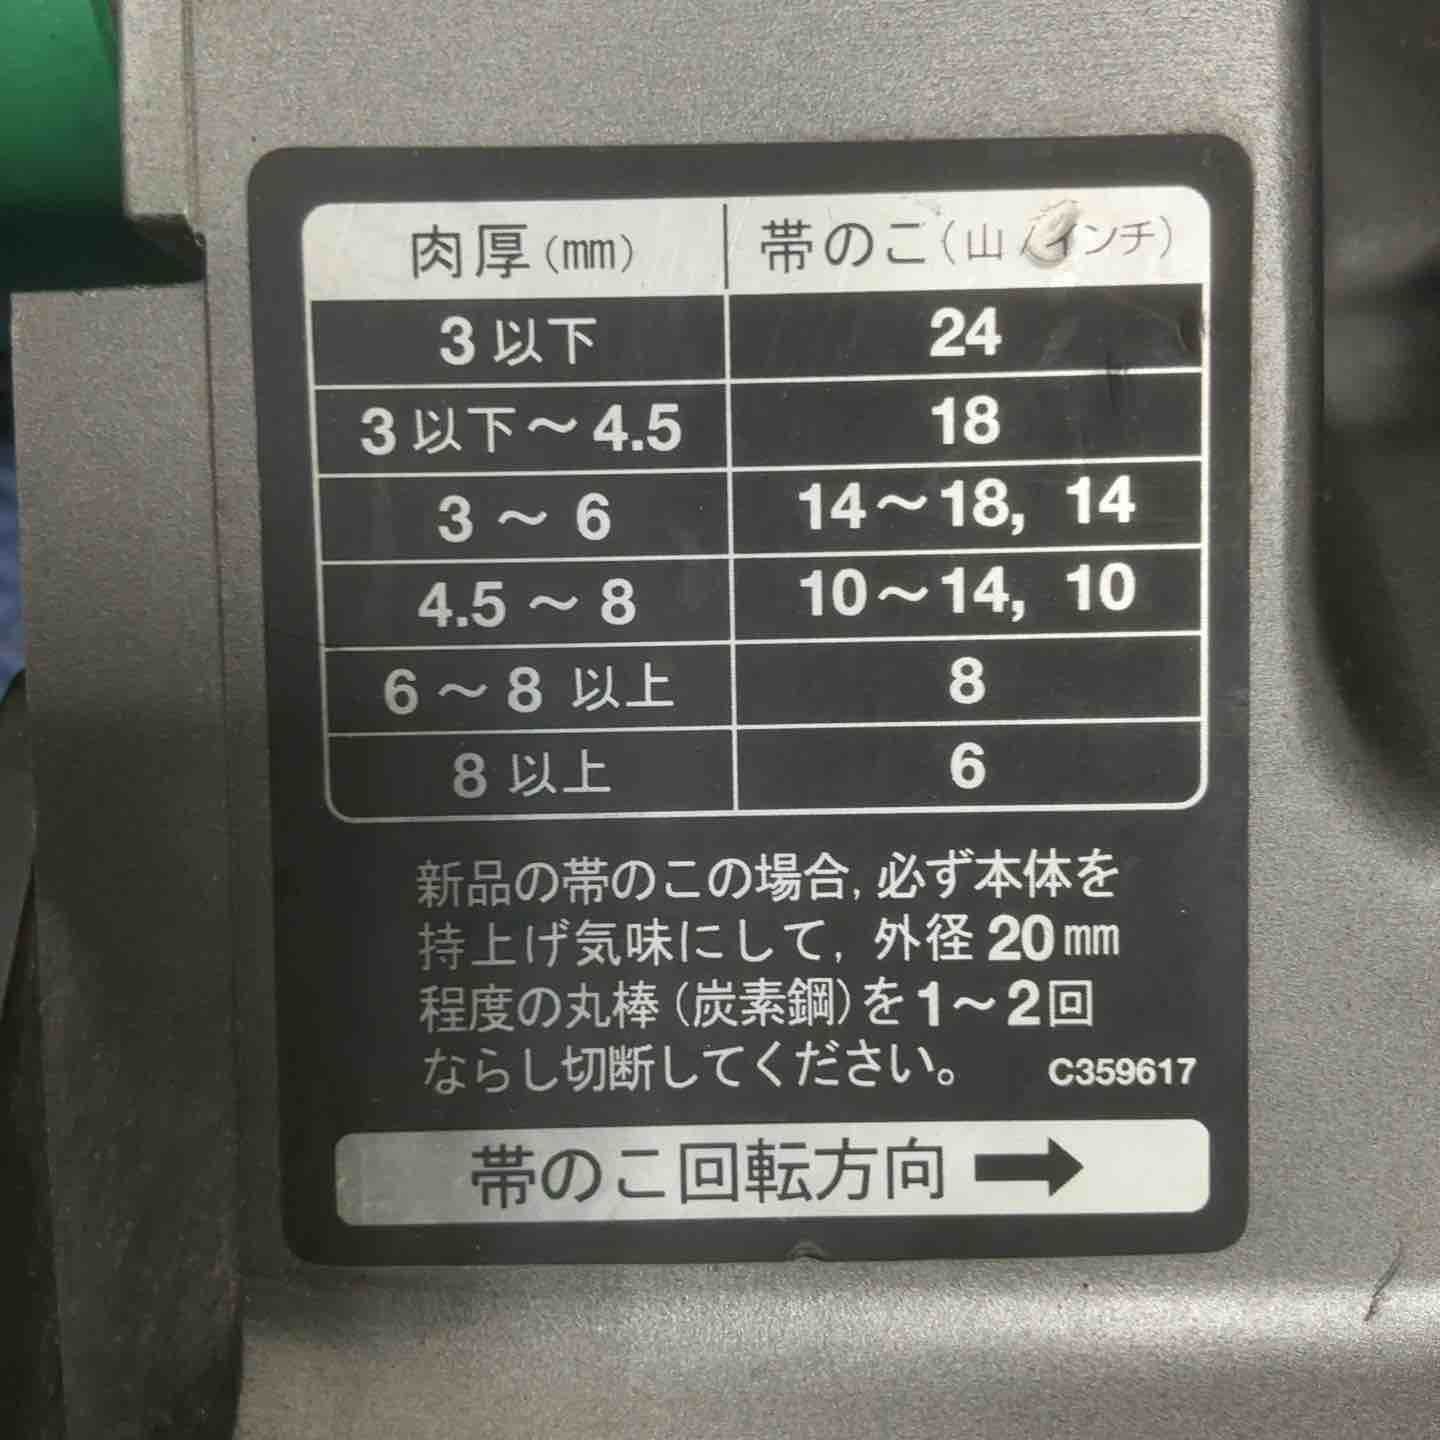 肉厚(mm) 帯のこ(山/インチ)
3以下 24
3以下～4.5 18
3～6 14～18, 14
4.5～8 10～14, 10
6～8以上 8
8以上 6
新品の帯のこの場合, 必ず本体を
持上げ気味にして, 外径20mm
程度の丸棒(炭素鋼)を1～2回
ならし切断してください。 C359617
帯のこ回転方向 →